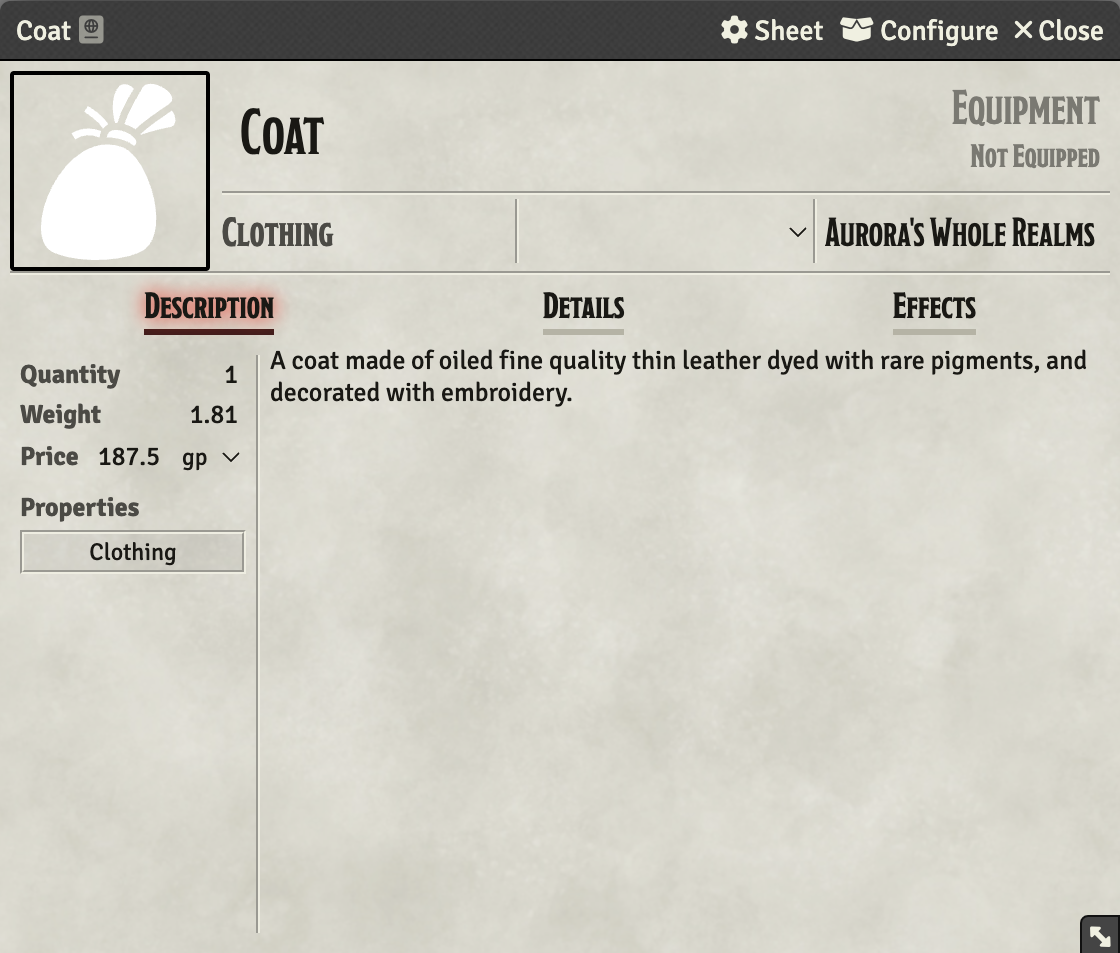 Coat Sheet Configure Close
Coat
Equipment
Not Equipped
Clothing Aurora's Whole Realms
Description Details Effects
Quantity 1
Weight 1.81
Price 187.5 gp
Properties
Clothing
A coat made of oiled fine quality thin leather dyed with rare pigments, and
decorated with embroidery.